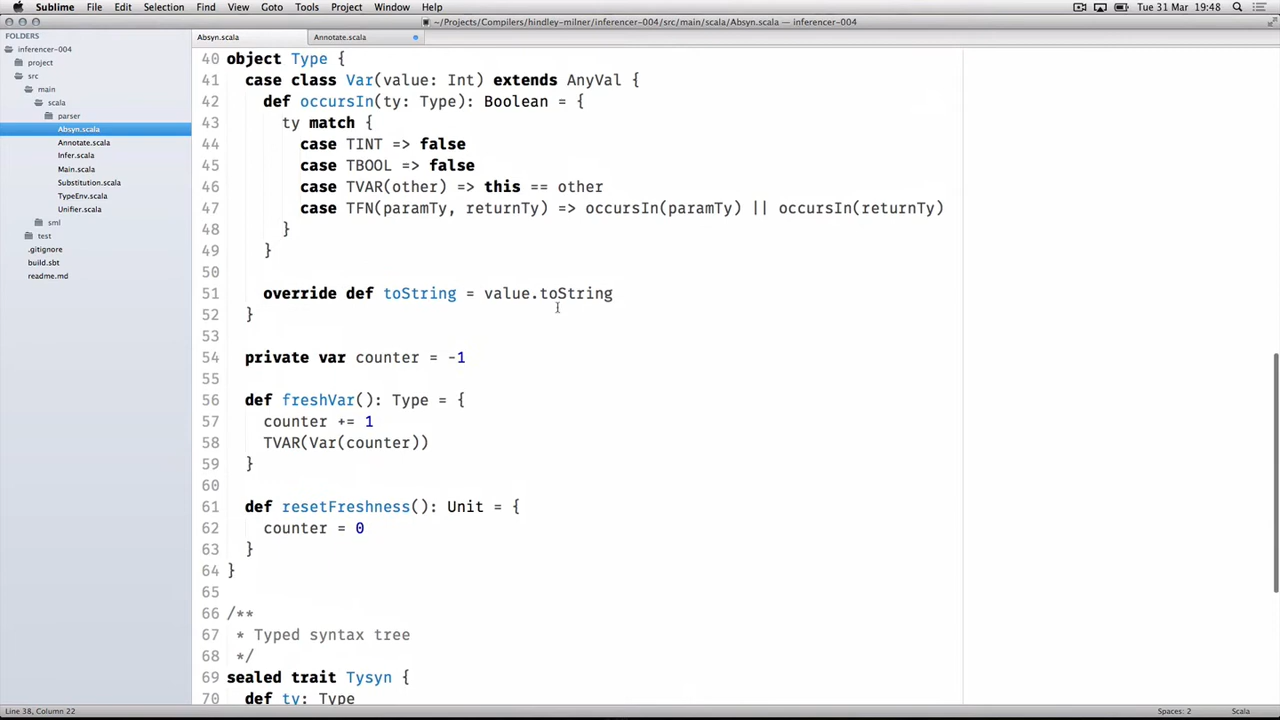 Sublime File Edit Selection Find View Goto Tools Project Window Help Tue 31 Mar 19:48
~/Projects/Compilers/hindley-milner/inferencer-004/src/main/scala/Absyn.scala — inferencer-004
FOLDERS
inferencer-004
project
src
main
scala
parser
Absyn.scala
Annotate.scala
Infer.scala
Main.scala
Substitution.scala
TypeEnv.scala
Unifier.scala
sml
test
.gitignore
build.sbt
readme.md
Absyn.scala Annotate.scala
40 object Type {
41 case class Var(value: Int) extends AnyVal {
42 def occursIn(ty: Type): Boolean = {
43 ty match {
44 case TINT => false
45 case TBOOL => false
46 case TVAR(other) => this == other
47 case TFN(paramTy, returnTy) => occursIn(paramTy) || occursIn(returnTy)
48 }
49 }
50
51 override def toString = value.toString
52 }
53
54 private var counter = -1
55
56 def freshVar(): Type = {
57 counter += 1
58 TVAR(Var(counter))
59 }
60
61 def resetFreshness(): Unit = {
62 counter = 0
63 }
64 }
65
66 /**
67 * Typed syntax tree
68 */
69 sealed trait Tysyn {
70 def ty: Type
Line 38, Column 22 Spaces: 2 Scala